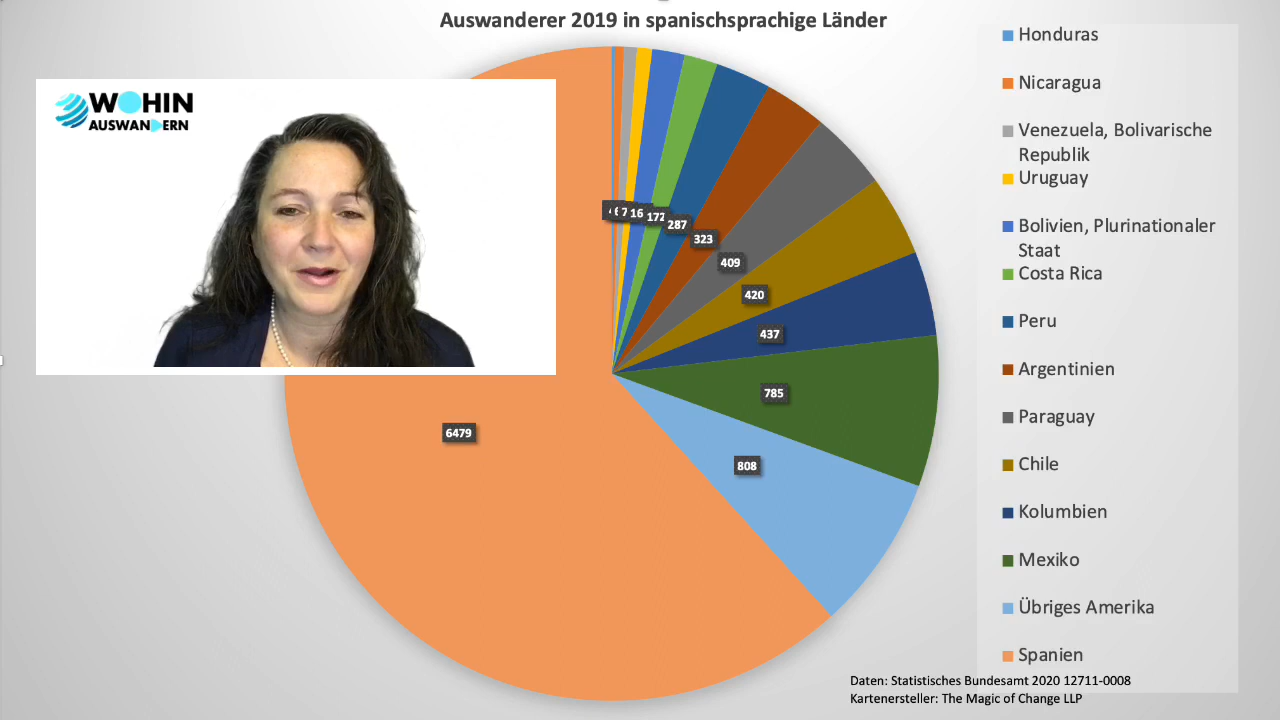 Auswanderer 2019 in spanischsprachige Länder
WOHIN
AUSWANDERN
Honduras
Nicaragua
Venezuela, Bolivarische
Republik
Uruguay
Bolivien, Plurinationaler
Staat
Costa Rica
Peru
Argentinien
Paraguay
Chile
Kolumbien
Mexiko
Übriges Amerika
Spanien
172
287
323
409
420
437
785
808
6479
Daten: Statistisches Bundesamt 2020 12711-0008
Kartenersteller: The Magic of Change LLP